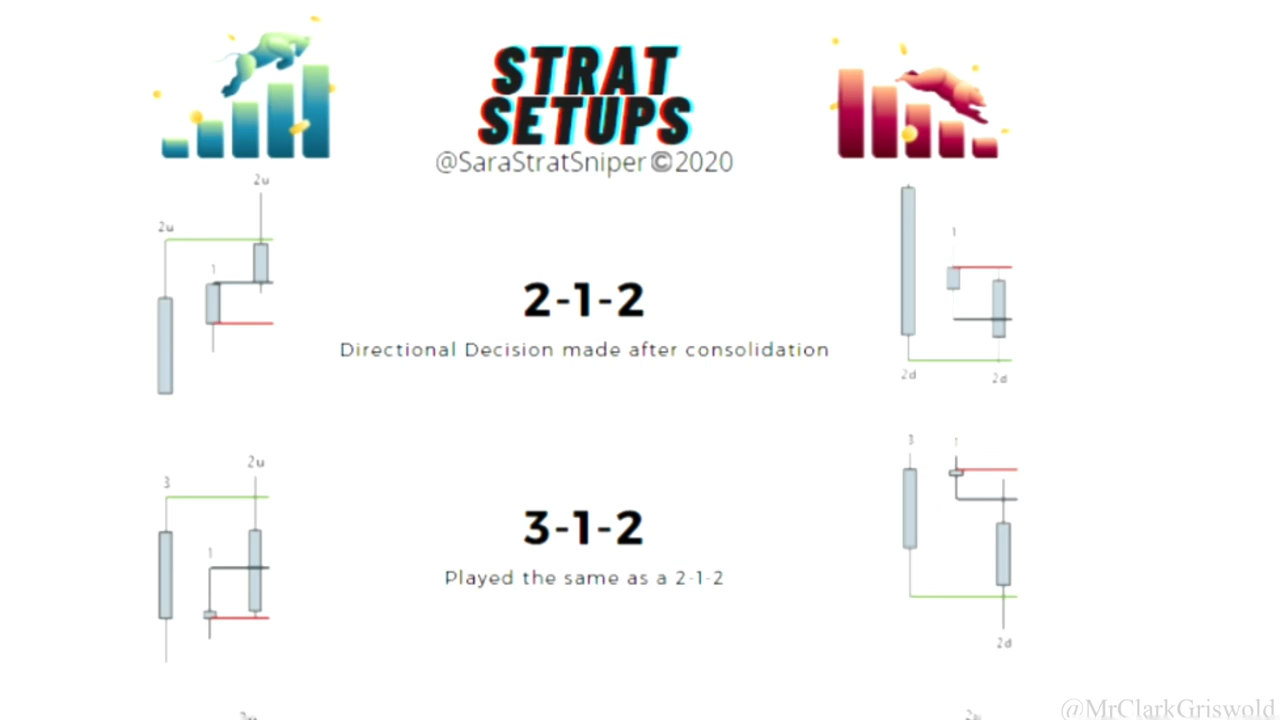 STRAT
SETUPS
@SaraStratSniper©2020
2u
2u
1
2-1-2
Directional Decision made after consolidation
1
2d
2d
3
2u
1
3-1-2
Played the same as a 2-1-2
3
1
2d
@MrClarkGriswold